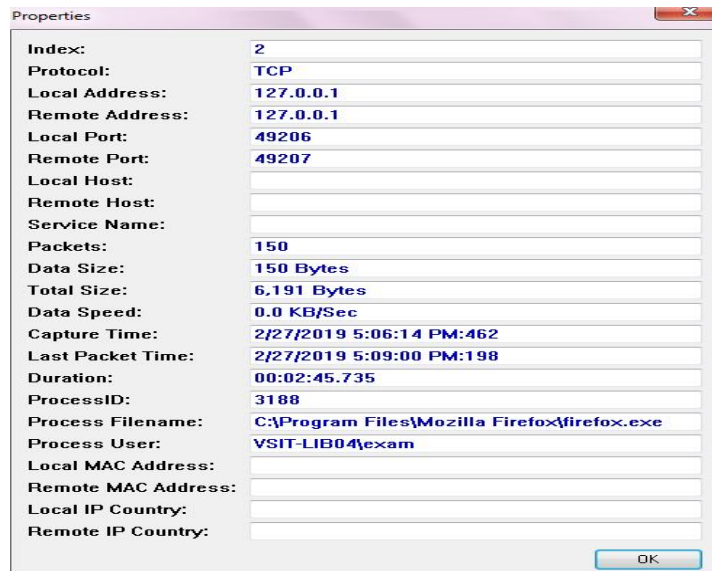 Properties
Index: 2
Protocol: TCP
Local Address: 127.0.0.1
Remote Address: 127.0.0.1
Local Port: 49206
Remote Port: 49207
Local Host:
Remote Host:
Service Name:
Packets: 150
Data Size: 150 Bytes
Total Size: 6,191 Bytes
Data Speed: 0.0 KB/Sec
Capture Time: 2/27/2019 5:06:14 PM:462
Last Packet Time: 2/27/2019 5:09:00 PM:198
Duration: 00:02:45.735
ProcessID: 3188
Process Filename: C:\Program Files\Mozilla Firefox\firefox.exe
Process User: VSIT-LIB04\exam
Local MAC Address:
Remote MAC Address:
Local IP Country:
Remote IP Country:
OK